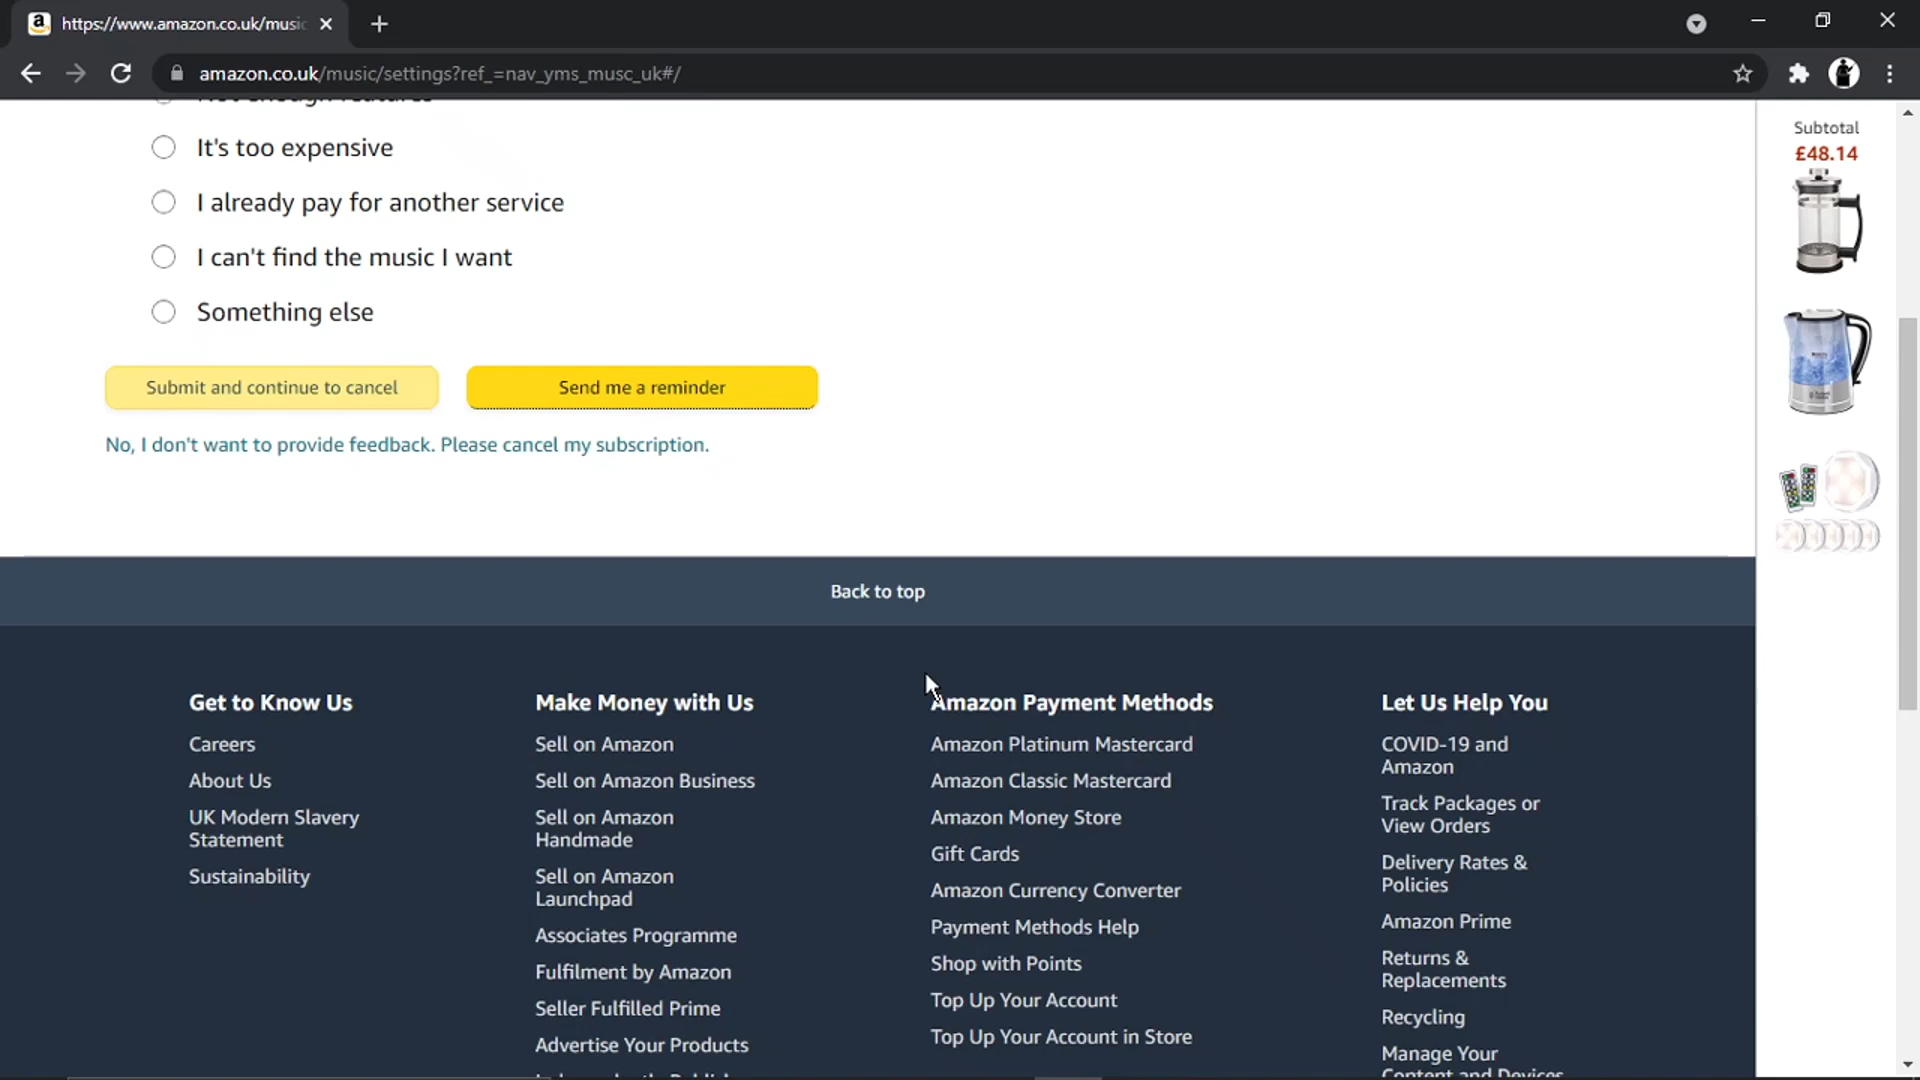 https://www.amazon.co.uk/music
amazon.co.uk/music/settings?ref_=nav_yms_musc_uk#/
Not enough features
It's too expensive
I already pay for another service
I can't find the music I want
Something else
Submit and continue to cancel
Send me a reminder
No, I don't want to provide feedback. Please cancel my subscription.
Subtotal
£48.14
Back to top
Get to Know Us
Careers
About Us
UK Modern Slavery
Statement
Sustainability
Make Money with Us
Sell on Amazon
Sell on Amazon Business
Sell on Amazon
Handmade
Sell on Amazon
Launchpad
Associates Programme
Fulfilment by Amazon
Seller Fulfilled Prime
Advertise Your Products
Amazon Payment Methods
Amazon Platinum Mastercard
Amazon Classic Mastercard
Amazon Money Store
Gift Cards
Amazon Currency Converter
Payment Methods Help
Shop with Points
Top Up Your Account
Top Up Your Account in Store
Let Us Help You
COVID-19 and
Amazon
Track Packages or
View Orders
Delivery Rates &
Policies
Amazon Prime
Returns &
Replacements
Recycling
Manage Your
Content and Devices